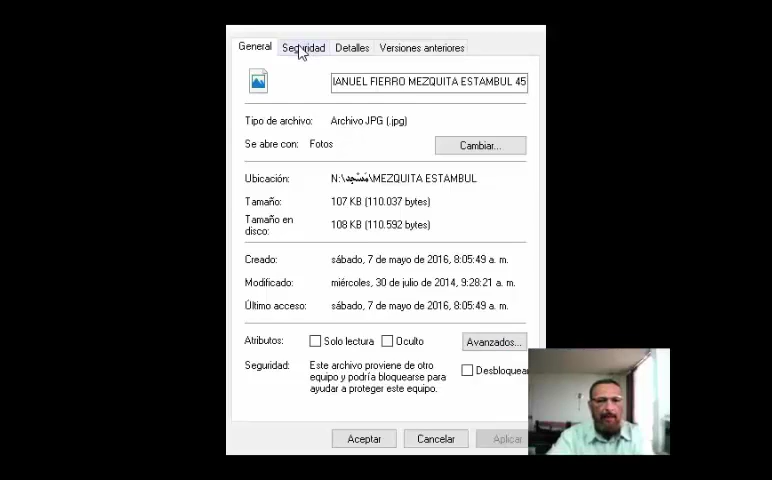 General Seguridad Detalles Versiones anteriores
IANUEL FIERRO MEZQUITA ESTAMBUL 45
Tipo de archivo: Archivo JPG (.jpg)
Se abre con: Fotos Cambiar...
Ubicación: N:\مَسْجِد\MEZQUITA ESTAMBUL
Tamaño: 107 KB (110.037 bytes)
Tamaño en disco: 108 KB (110.592 bytes)
Creado: sábado, 7 de mayo de 2016, 8:05:49 a. m.
Modificado: miércoles, 30 de julio de 2014, 9:28:21 a. m.
Último acceso: sábado, 7 de mayo de 2016, 8:05:49 a. m.
Atributos: Solo lectura Oculto Avanzados...
Seguridad: Este archivo proviene de otro
equipo y podría bloquearse para
ayudar a proteger este equipo.
Desbloquear
Aceptar Cancelar Aplicar